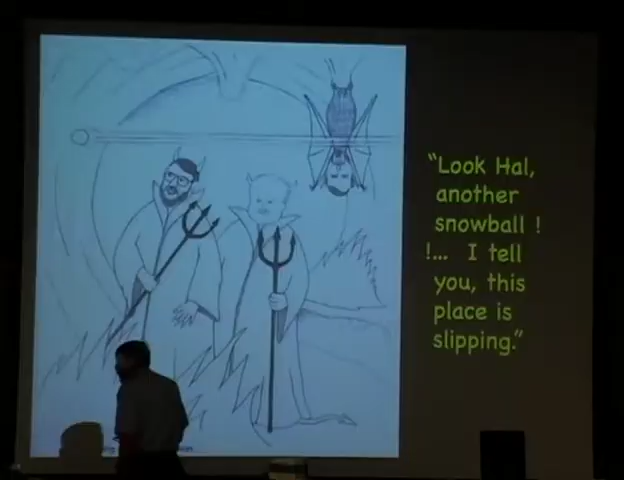 “Look Hal,
another
snowball !
!... I tell
you, this
place is
slipping.”